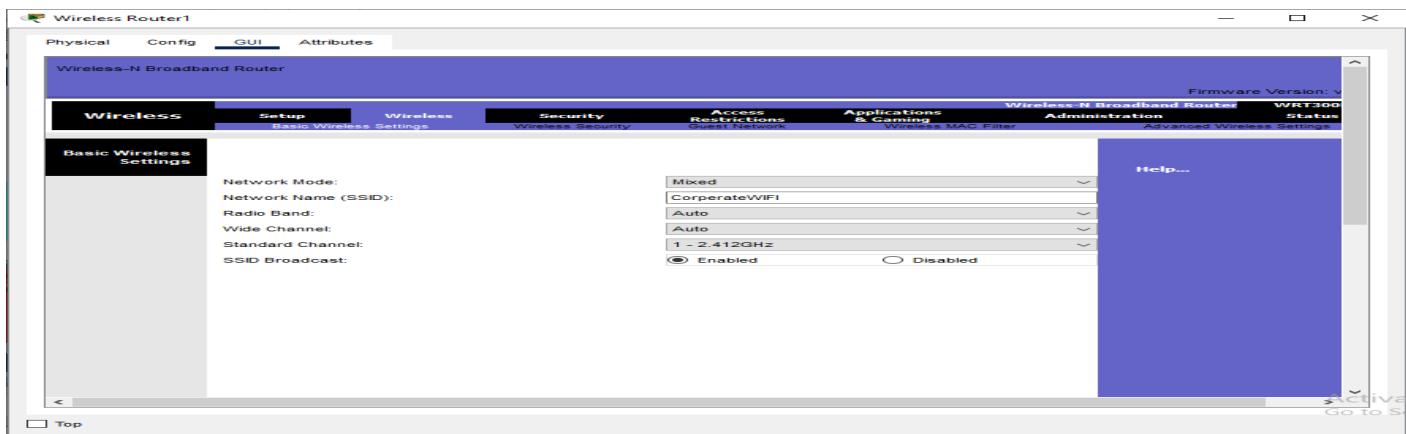 Wireless Router1
Physical Config GUI Attributes
Wireless-N Broadband Router
Firmware Version: v
Wireless-N Broadband Router WRT300
Wireless Setup Wireless Security Access Restrictions Applications & Gaming Administration Status
Basic Wireless Settings Wireless Security Guest Network Wireless MAC Filter Advanced Wireless Settings
Basic Wireless
Settings
Help...
Network Mode: Mixed
Network Name (SSID): CorperateWIFI
Radio Band: Auto
Wide Channel: Auto
Standard Channel: 1 - 2.412GHz
SSID Broadcast: Enabled Disabled
Activa
Go to S
Top